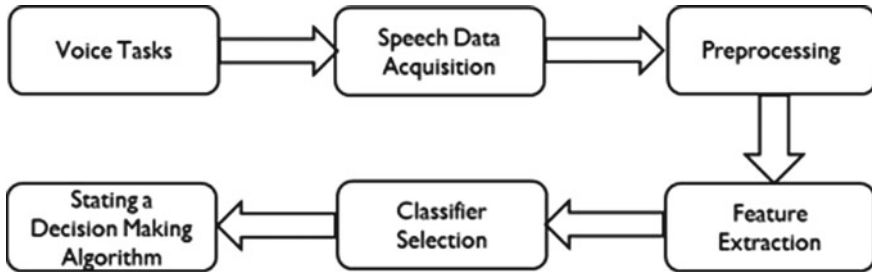 Voice Tasks
Speech Data
Acquisition
Preprocessing
Stating a
Decision Making
Algorithm
Classifier
Selection
Feature
Extraction